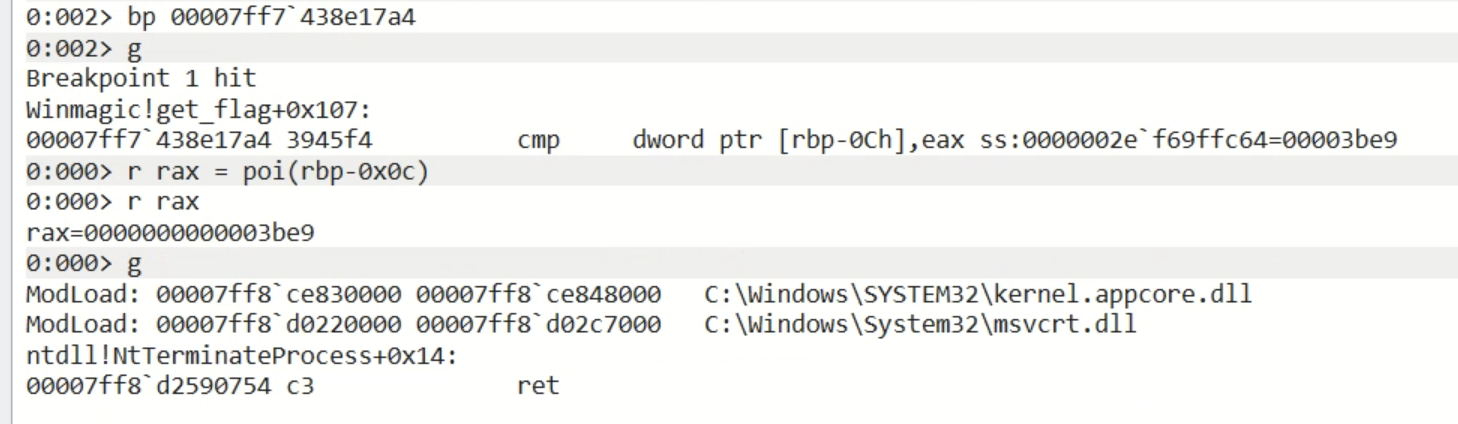 0:002> bp 00007ff7`438e17a4
0:002> g
Breakpoint 1 hit
Winmagic!get_flag+0x107:
00007ff7`438e17a4 3945f4          cmp     dword ptr [rbp-0Ch],eax ss:0000002e`f69ffc64=00003be9
0:000> r rax = poi(rbp-0x0c)
0:000> r rax
rax=0000000000003be9
0:000> g
ModLoad: 00007ff8`ce830000 00007ff8`ce848000   C:\Windows\SYSTEM32\kernel.appcore.dll
ModLoad: 00007ff8`d0220000 00007ff8`d02c7000   C:\Windows\System32\msvcrt.dll
ntdll!NtTerminateProcess+0x14:
00007ff8`d2590754 c3              ret